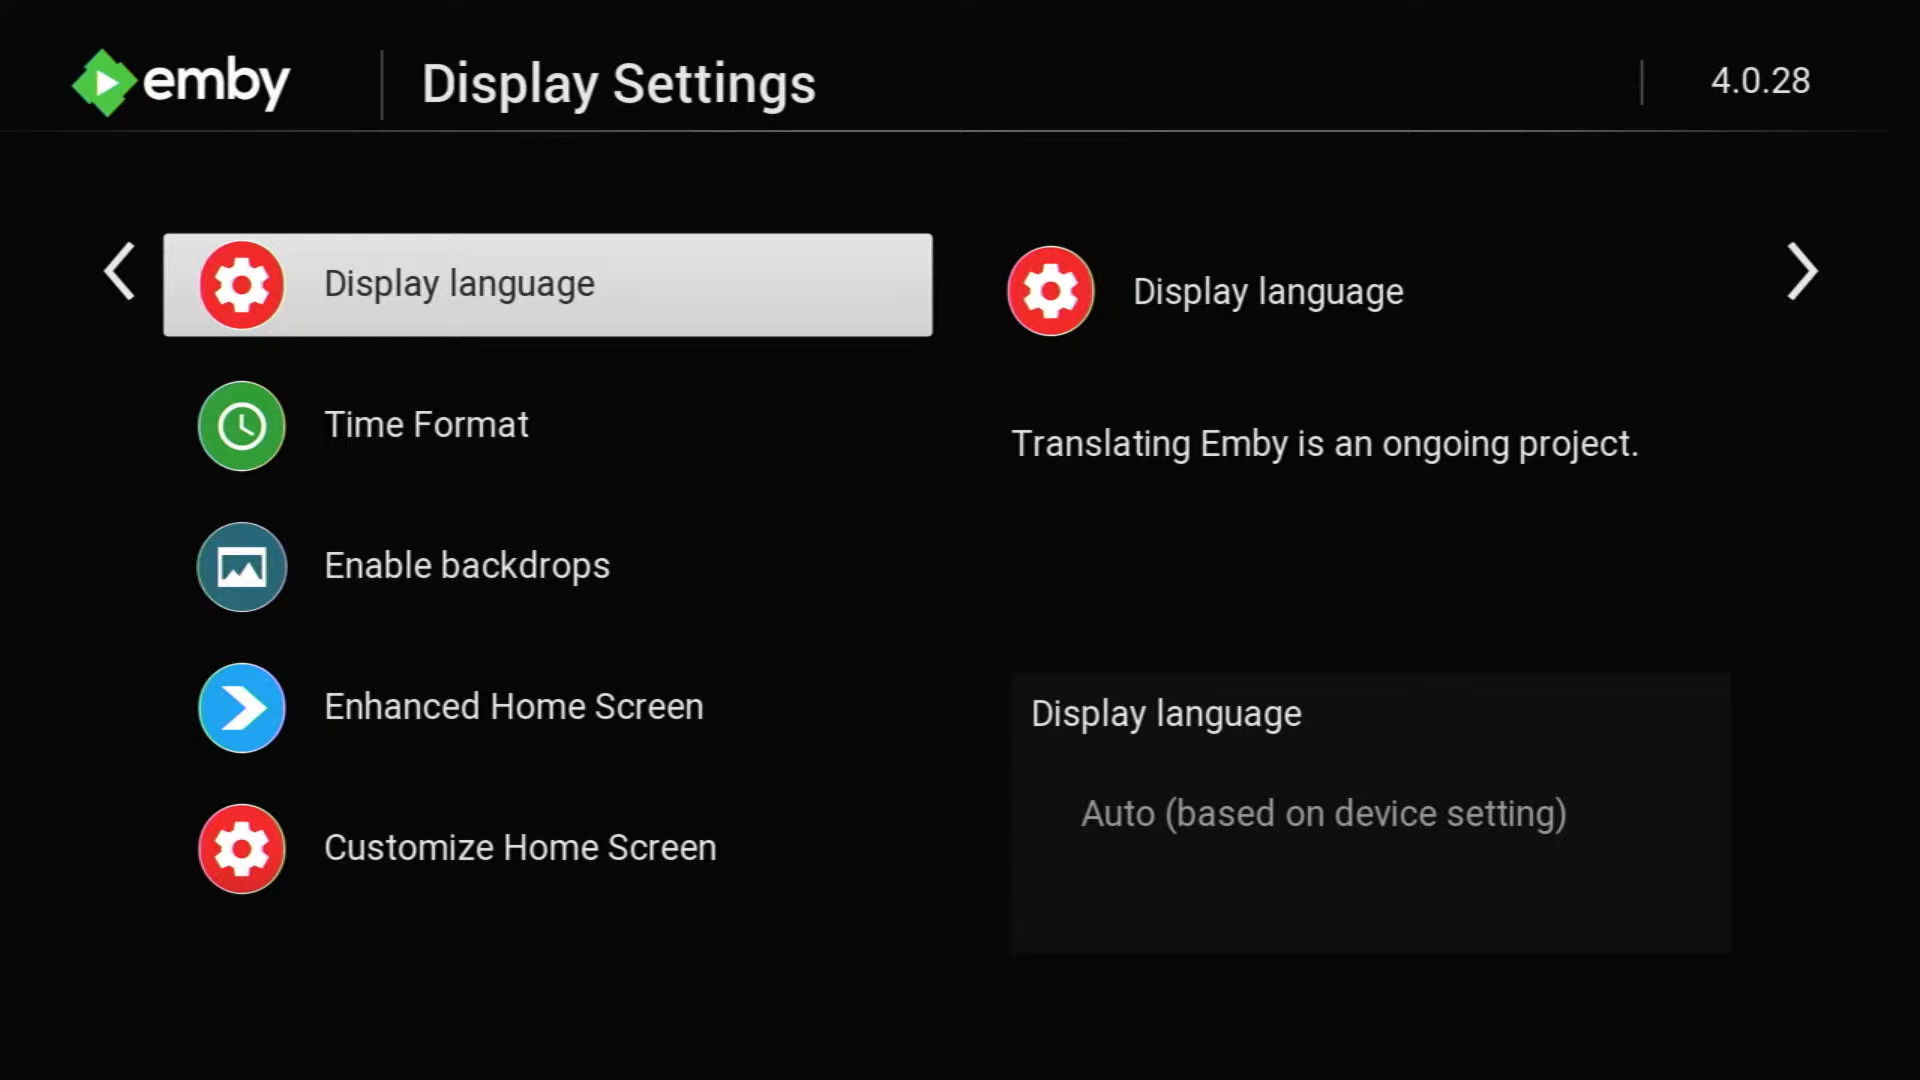 emby
Display Settings
4.0.28
Display language
Time Format
Enable backdrops
Enhanced Home Screen
Customize Home Screen
Display language
Translating Emby is an ongoing project.
Display language
Auto (based on device setting)